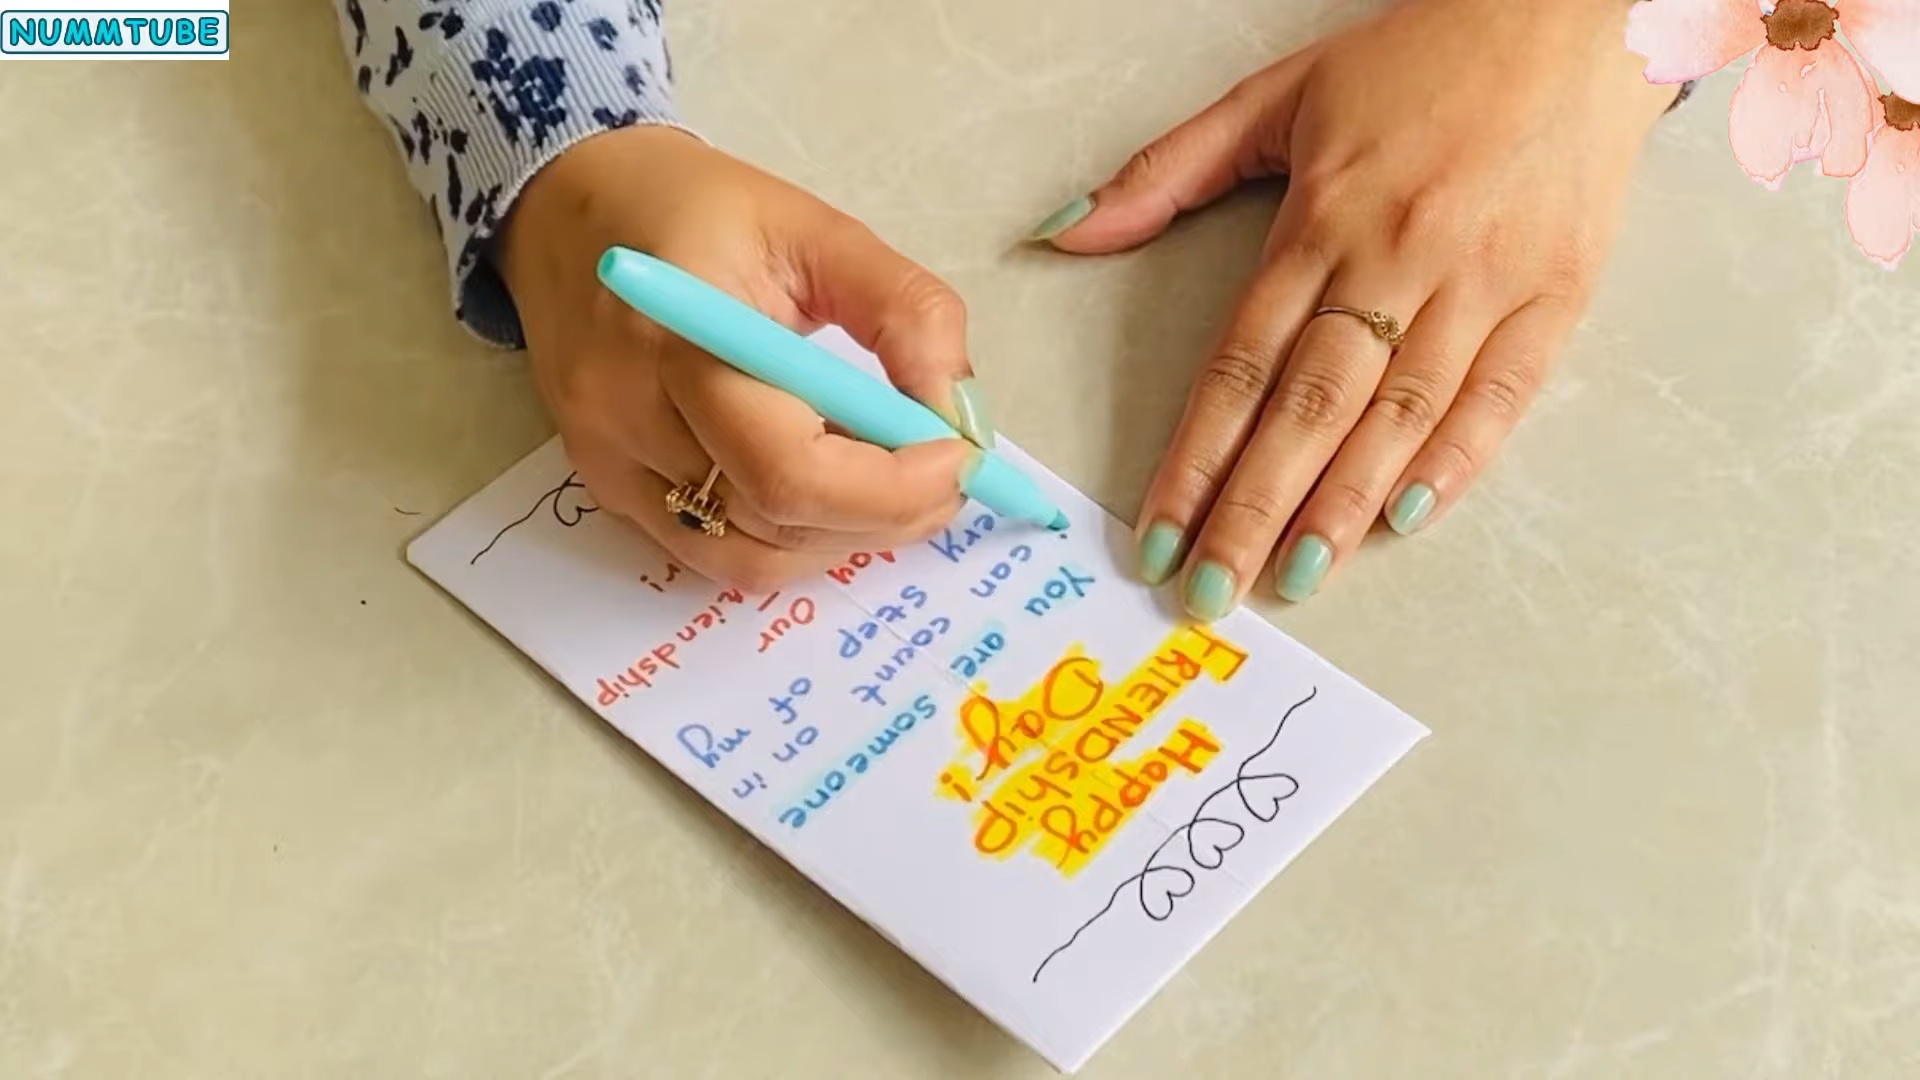 NUMMTUBE
Happy
FRIENDship
Day!
You are someone
can count on in
step of my
Our